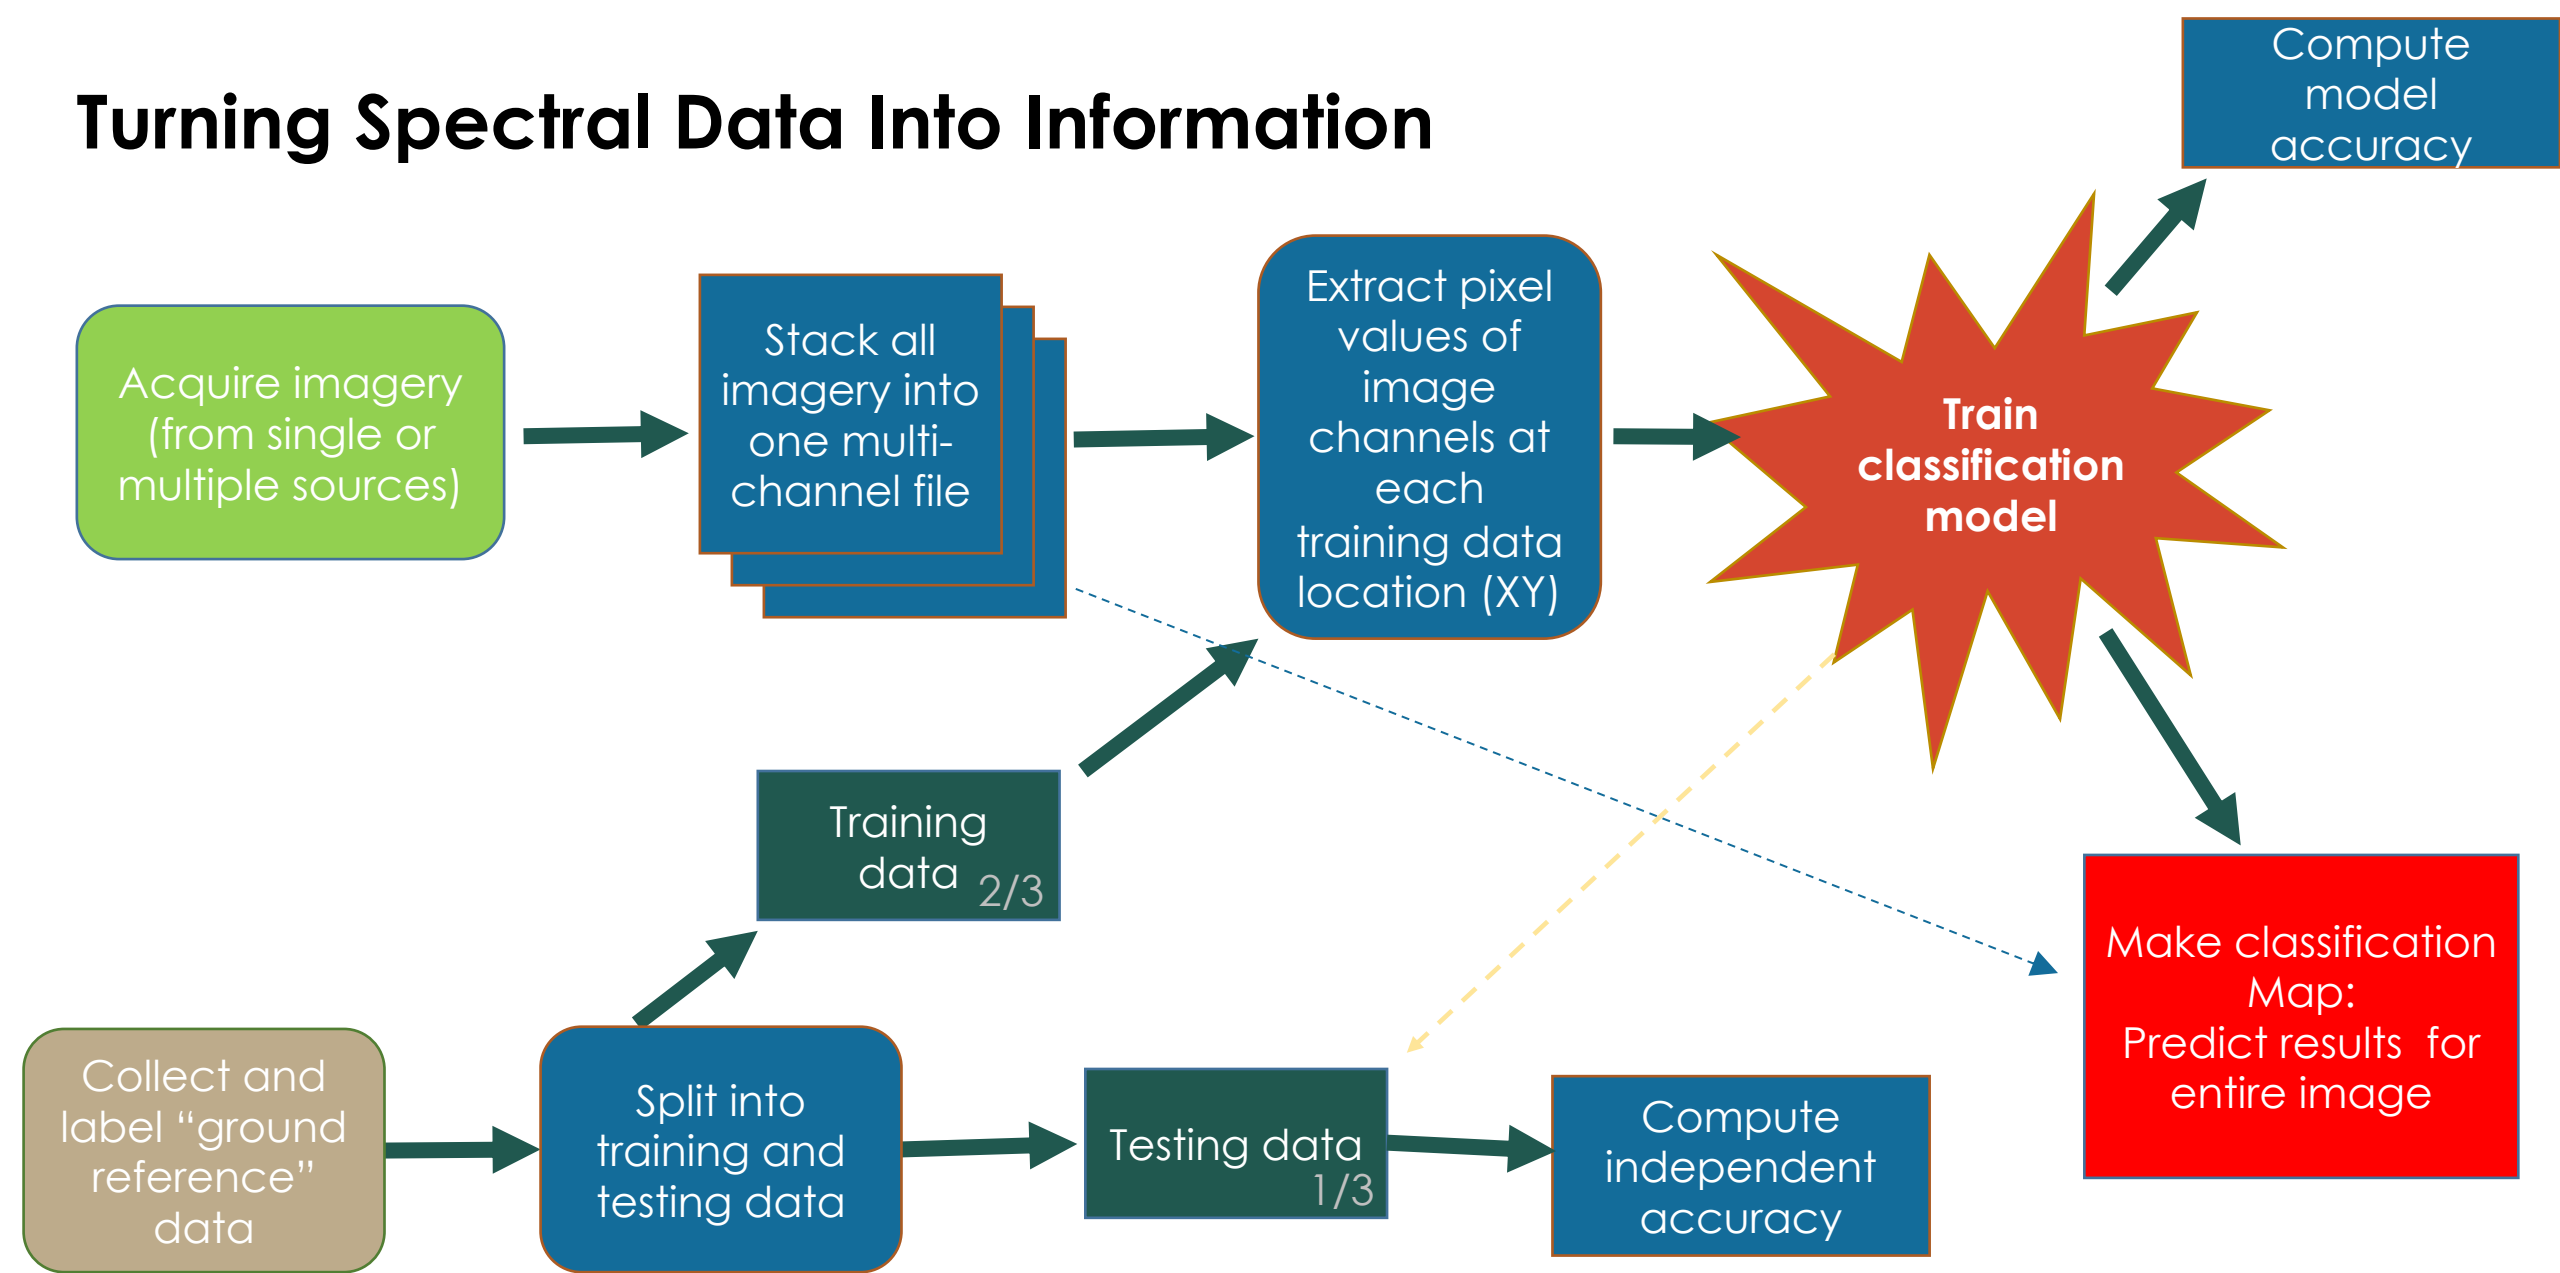 Turning Spectral Data Into Information
Compute
model
accuracy
Acquire imagery
(from single or
multiple sources)
Stack all
imagery into
one multi-
channel file
Extract pixel
values of
image
channels at
each
training data
location (XY)
Train
classification
model
Training
data
2/3
Make classification
Map:
Predict results  for
entire image
Collect and
label “ground
reference”
data
Split into
training and
testing data
Testing data
1/3
Compute
independent
accuracy